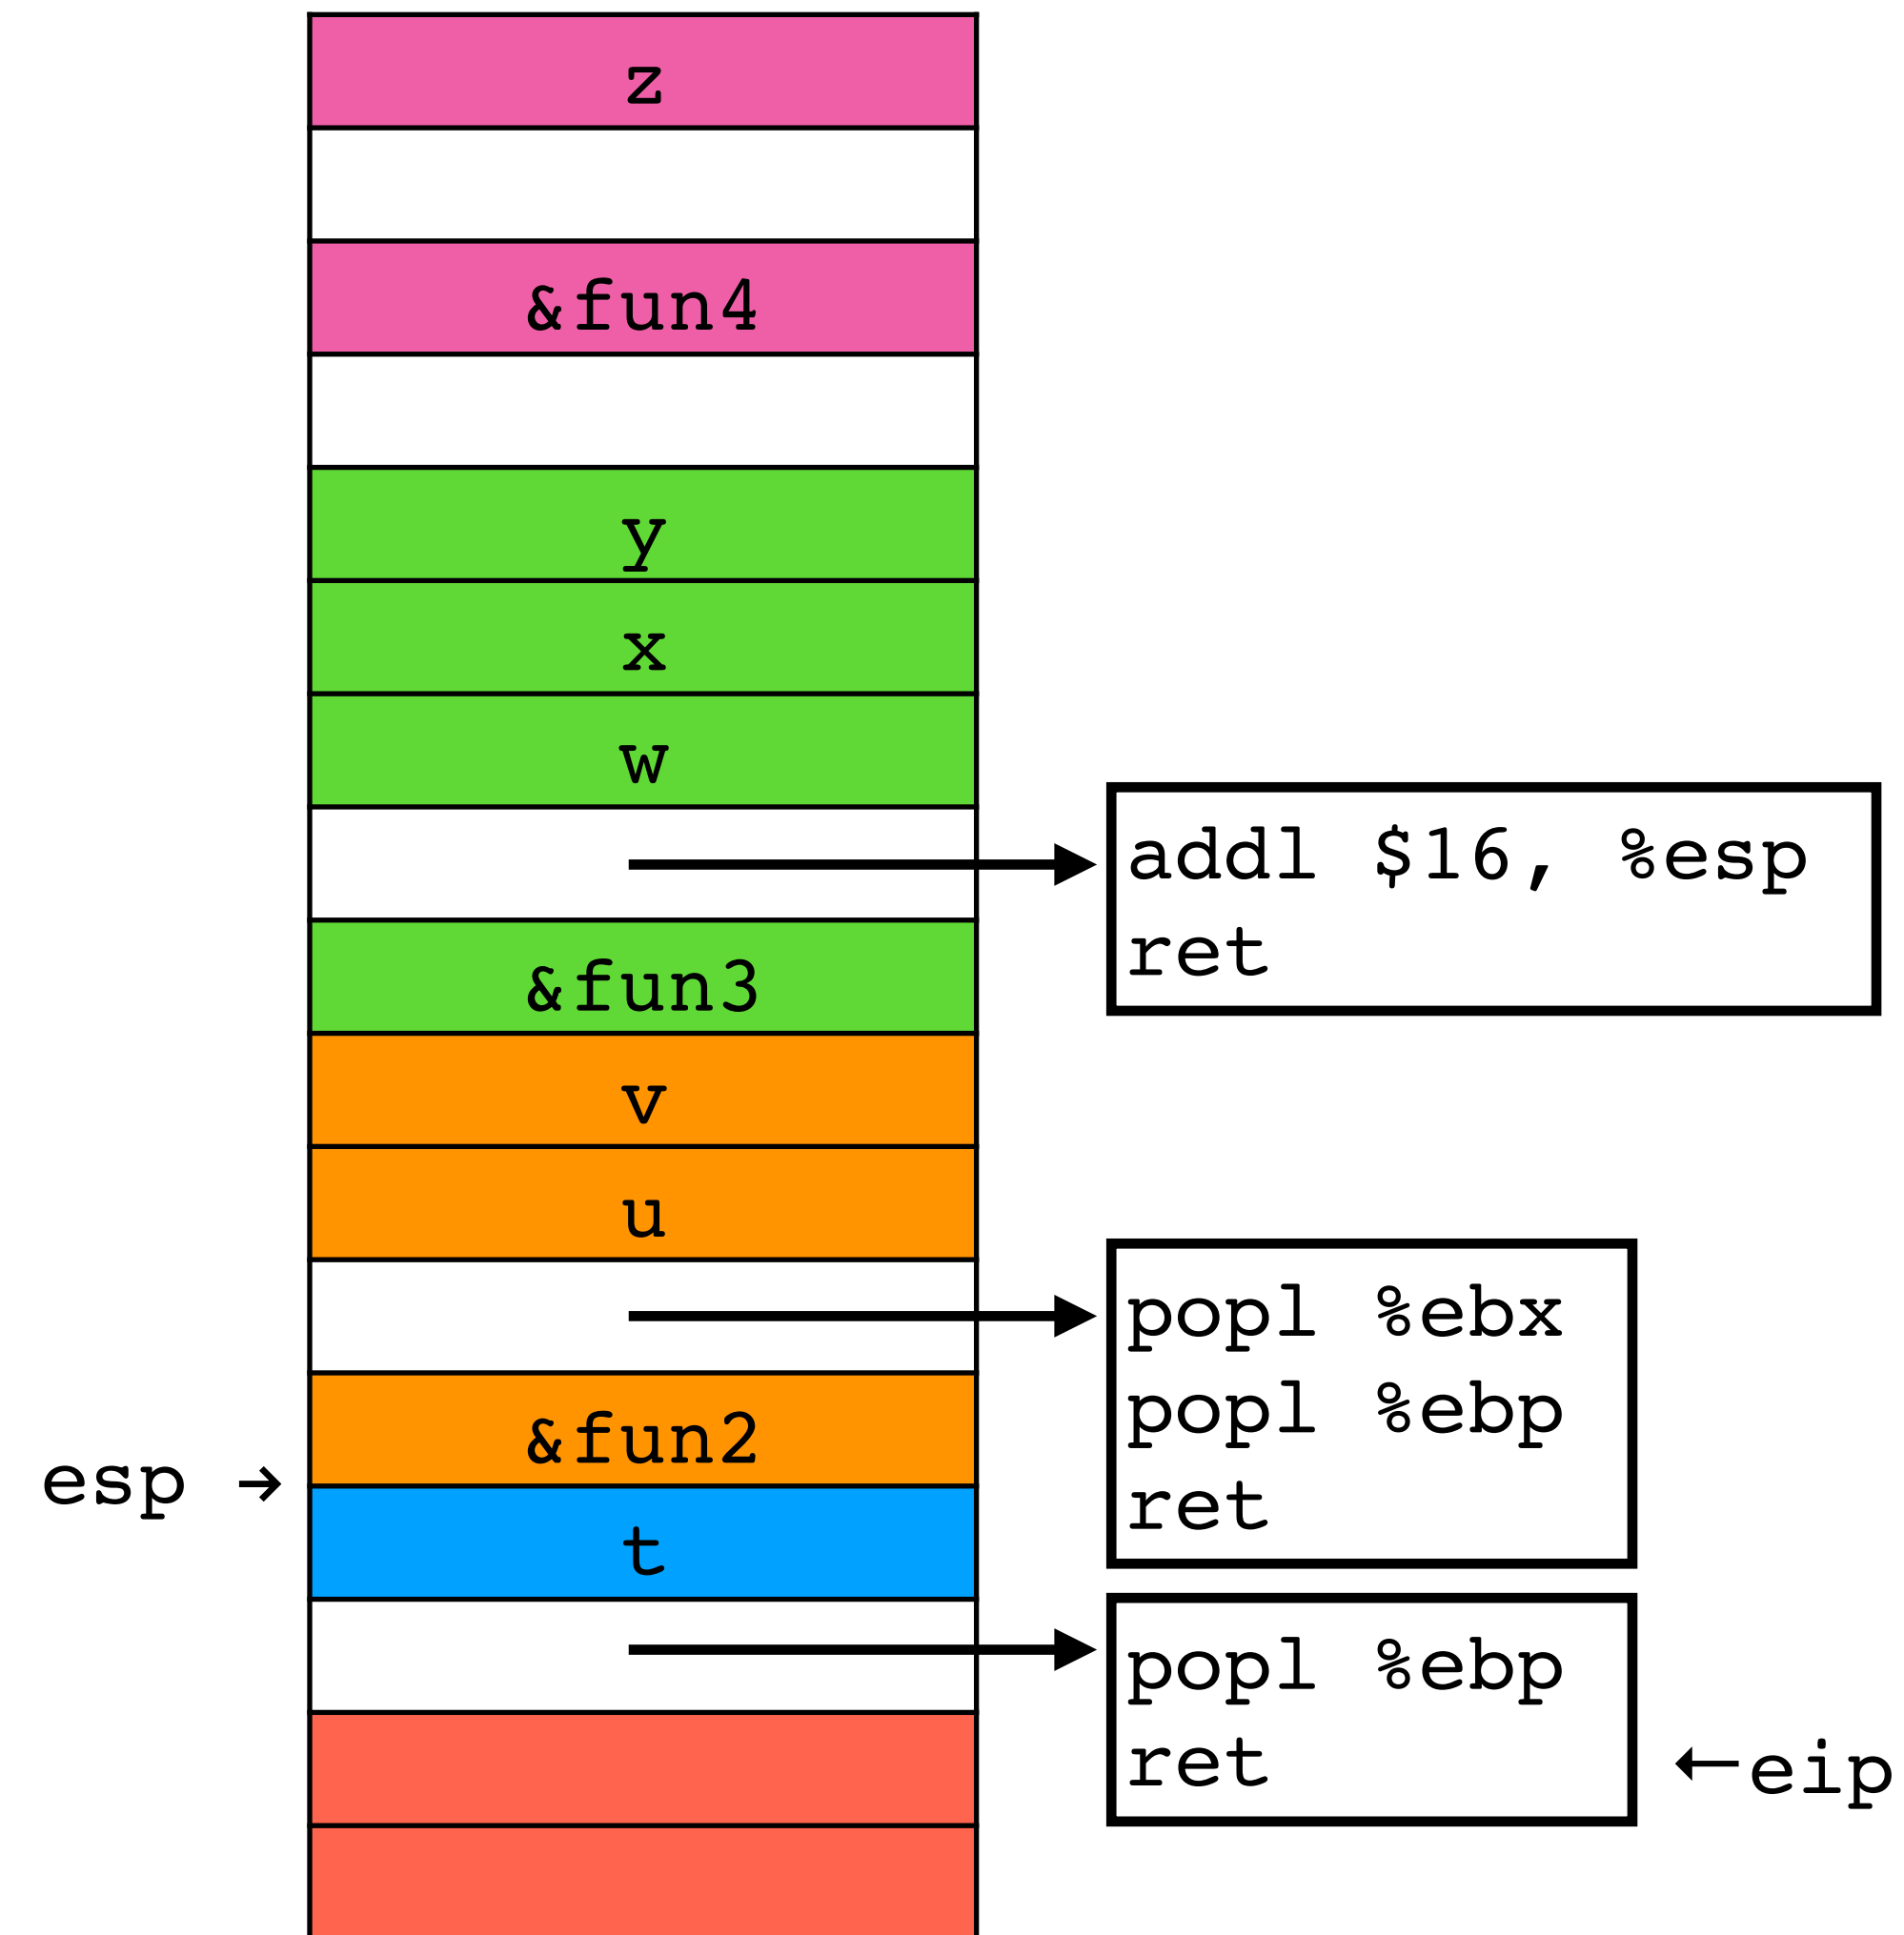 z
&fun4
y
x
w
addl $16, %esp
ret
&fun3
v
u
popl %ebx
popl %ebp
ret
&fun2
esp →
t
popl %ebp
ret
←eip